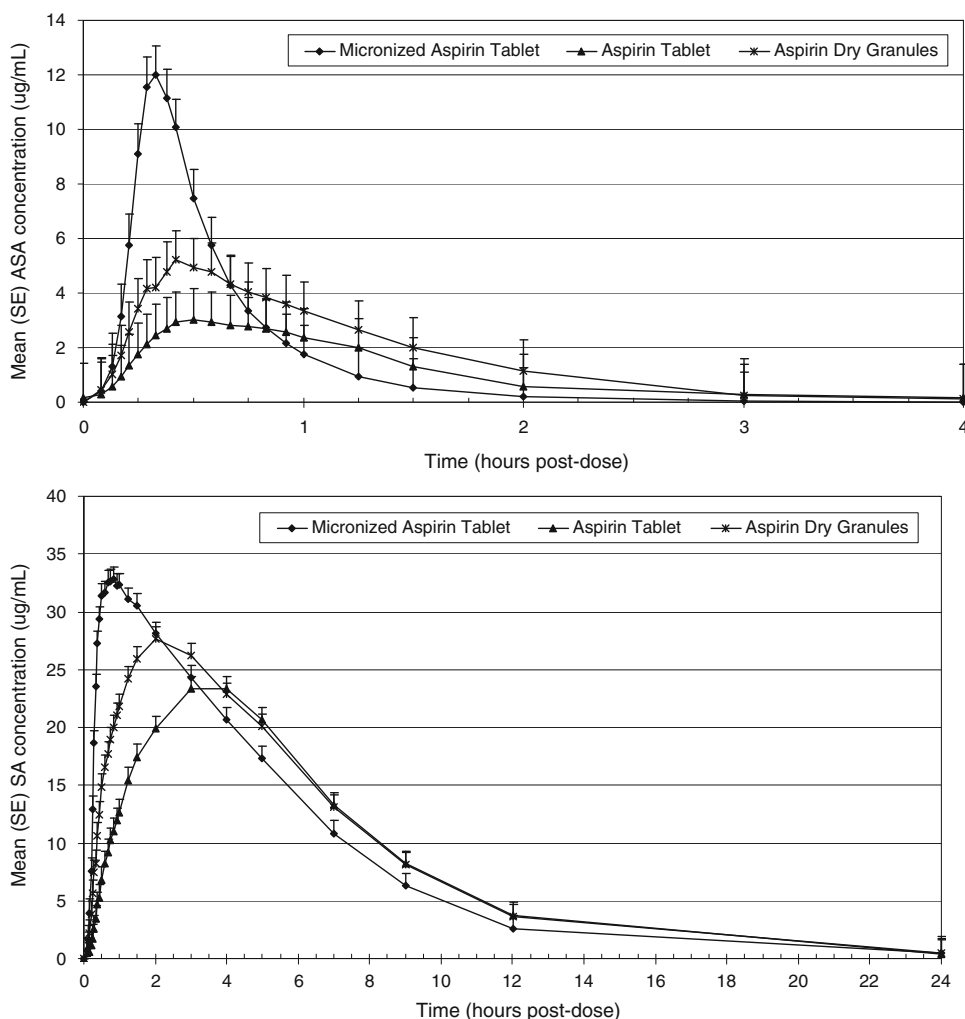 14
12
10
8
6
4
2
0
Mean (SE) ASA concentration (ug/mL)
Micronized Aspirin Tablet Aspirin Tablet Aspirin Dry Granules
0 1 2 3 4
Time (hours post-dose)
40
35
30
25
20
15
10
5
0
Mean (SE) SA concentration (ug/mL)
Micronized Aspirin Tablet Aspirin Tablet Aspirin Dry Granules
0 2 4 6 8 10 12 14 16 18 20 22 24
Time (hours post-dose)